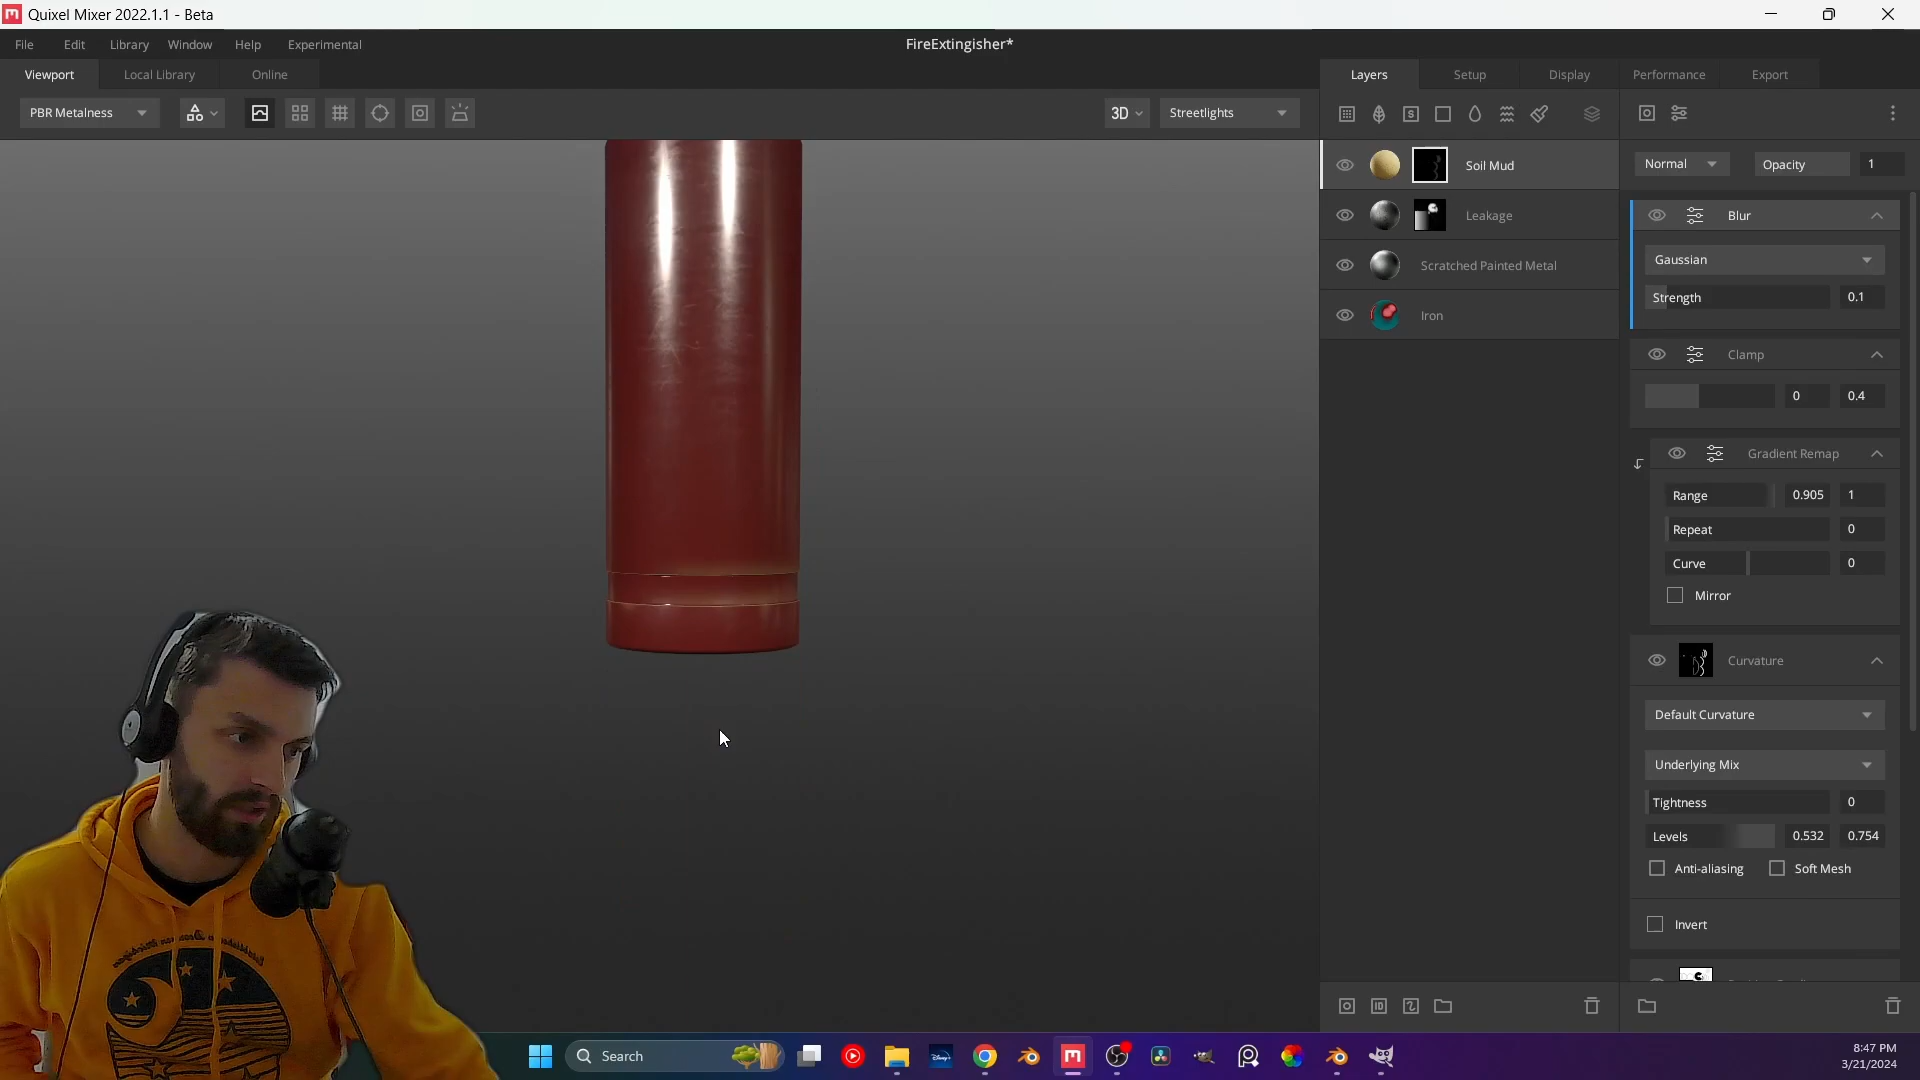 Quixel Mixer 2022.1.1 - Beta
File Edit Library Window Help Experimental
FireExtingisher*
Viewport Local Library Online
Layers Setup Display Performance Export
PBR Metalness
3D Streetlights
Soil Mud
Leakage
Scratched Painted Metal
Iron
Normal Opacity 1
Blur
Gaussian
Strength 0.1
Clamp
0 0.4
Gradient Remap
Range 0.905 1
Repeat 0
Curve 0
Mirror
Curvature
Default Curvature
Underlying Mix
Tightness 0
Levels 0.532 0.754
Anti-aliasing Soft Mesh
Invert
Search
8:47 PM
3/21/2024